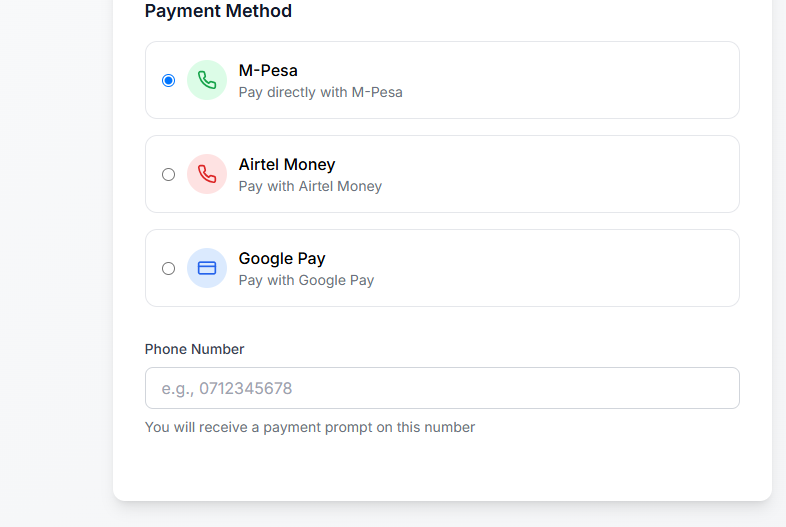 Payment Method
M-Pesa
Pay directly with M-Pesa
Airtel Money
Pay with Airtel Money
Google Pay
Pay with Google Pay
Phone Number
e.g., 0712345678
You will receive a payment prompt on this number